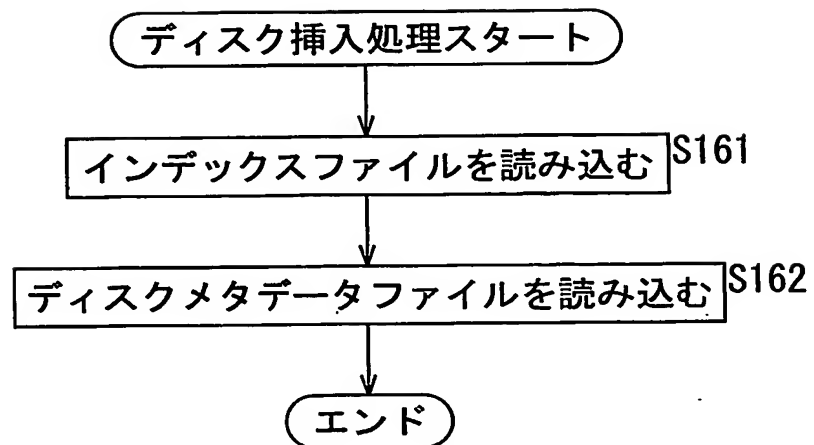 ディスク挿入処理スタート
インデックスファイルを読み込む S161
ディスクメタデータファイルを読み込む S162
エンド